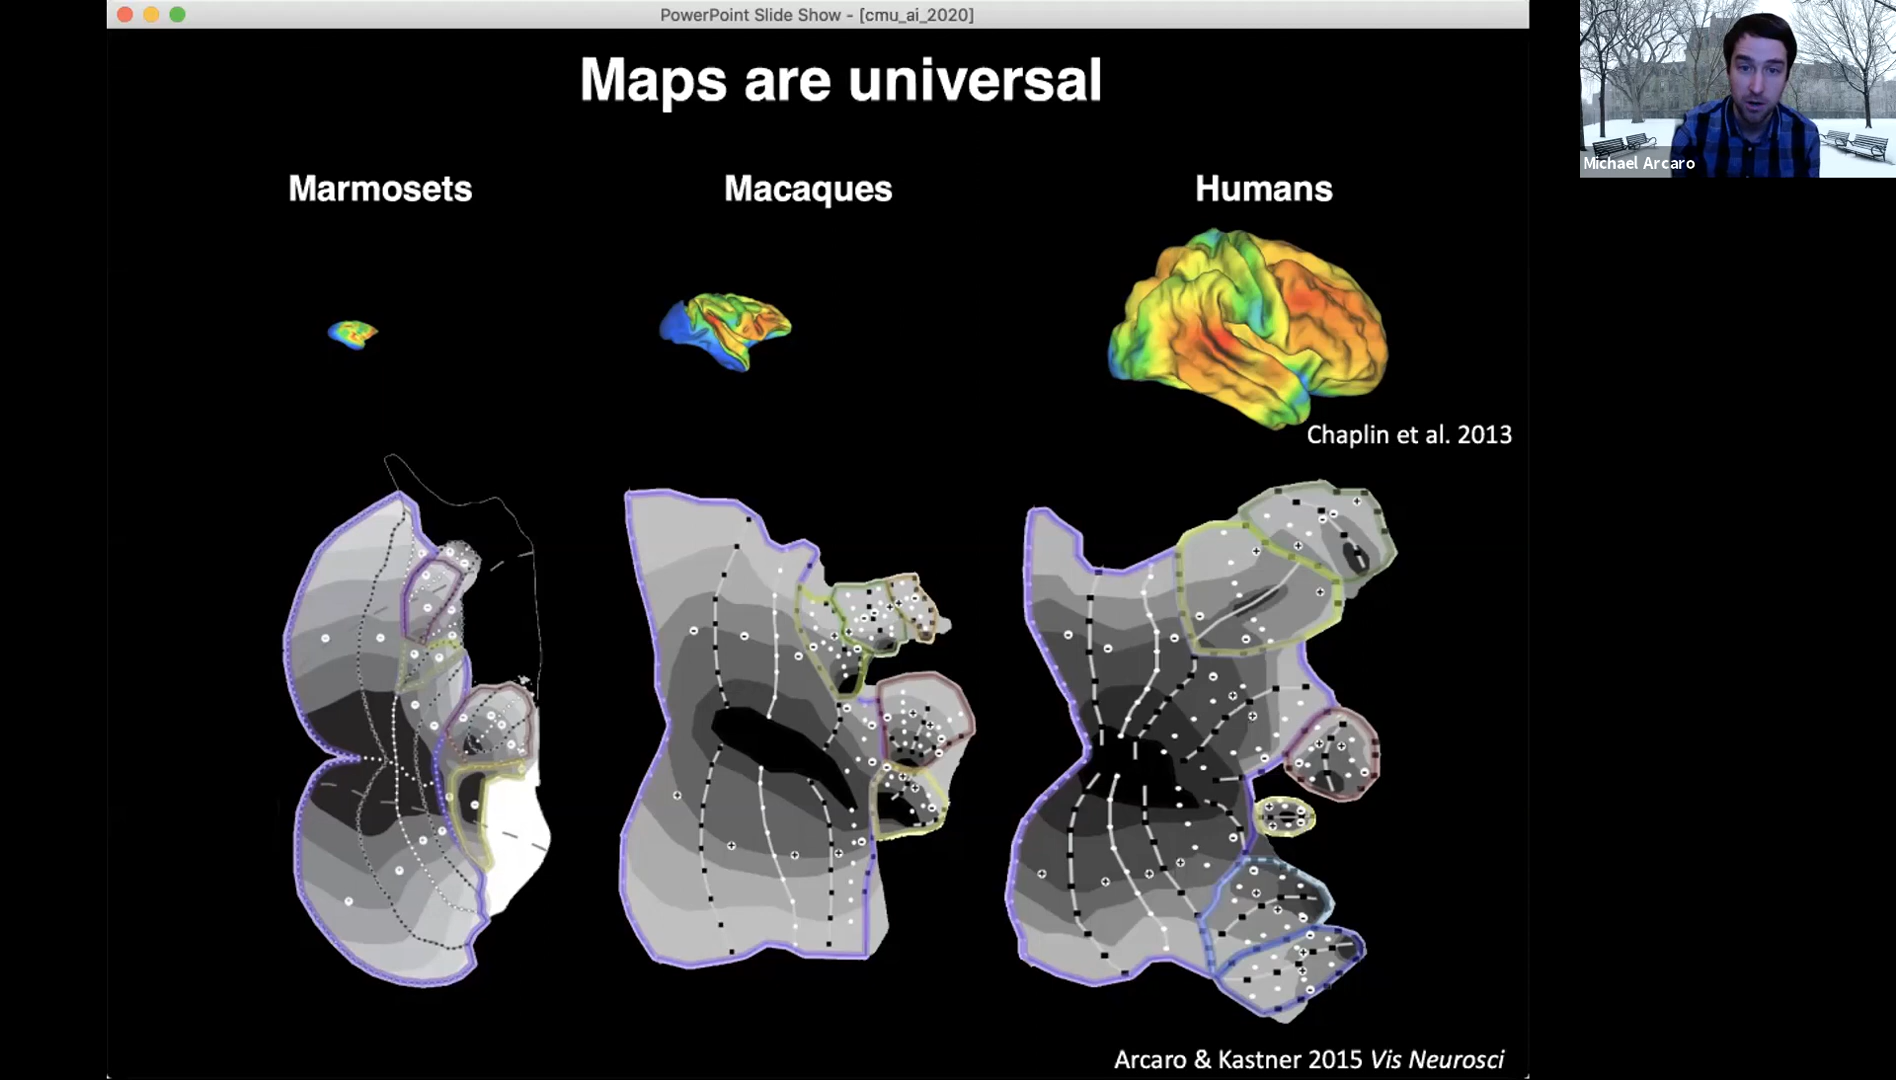 PowerPoint Slide Show - [cmu_ai_2020]
Maps are universal
Marmosets
Macaques
Humans
Chaplin et al. 2013
Arcaro & Kastner 2015 Vis Neurosci
Michael Arcaro